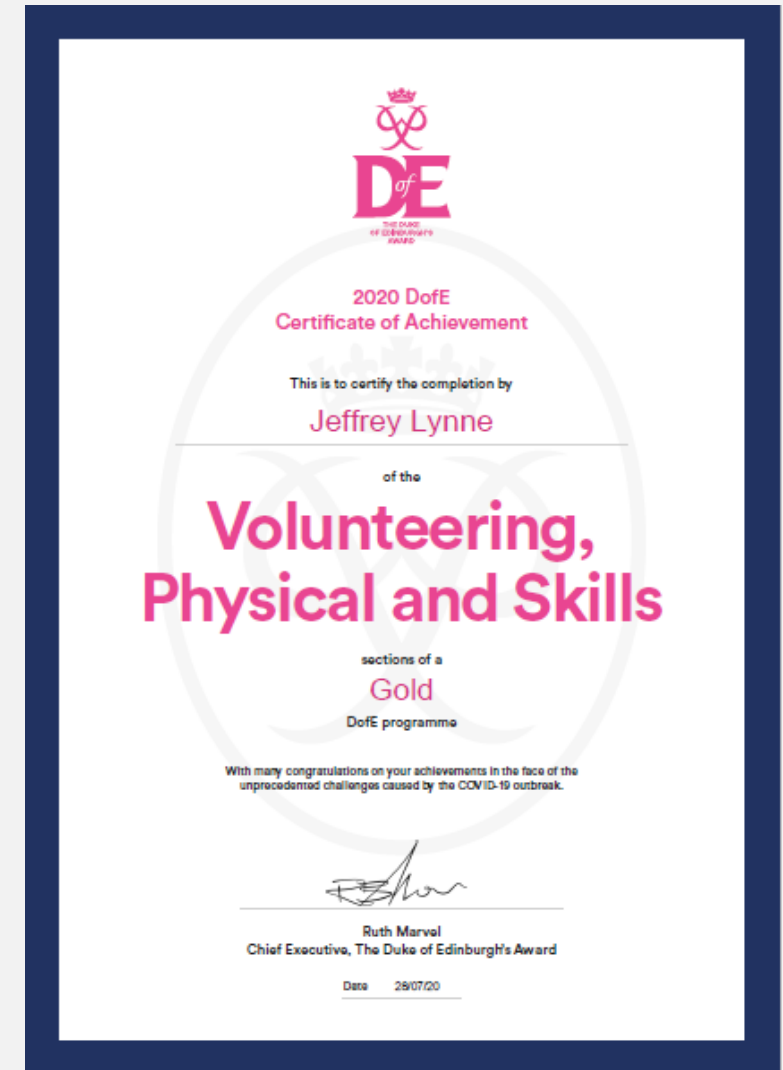 DofE
THE DUKE
OF EDINBURGH'S
AWARD
2020 DofE
Certificate of Achievement
This is to certify the completion by
Jeffrey Lynne
of the
Volunteering,
Physical and Skills
sections of a
Gold
DofE programme
With many congratulations on your achievements in the face of the
unprecedented challenges caused by the COVID-19 outbreak.
Ruth Marvel
Chief Executive, The Duke of Edinburgh's Award
Date 28/07/20